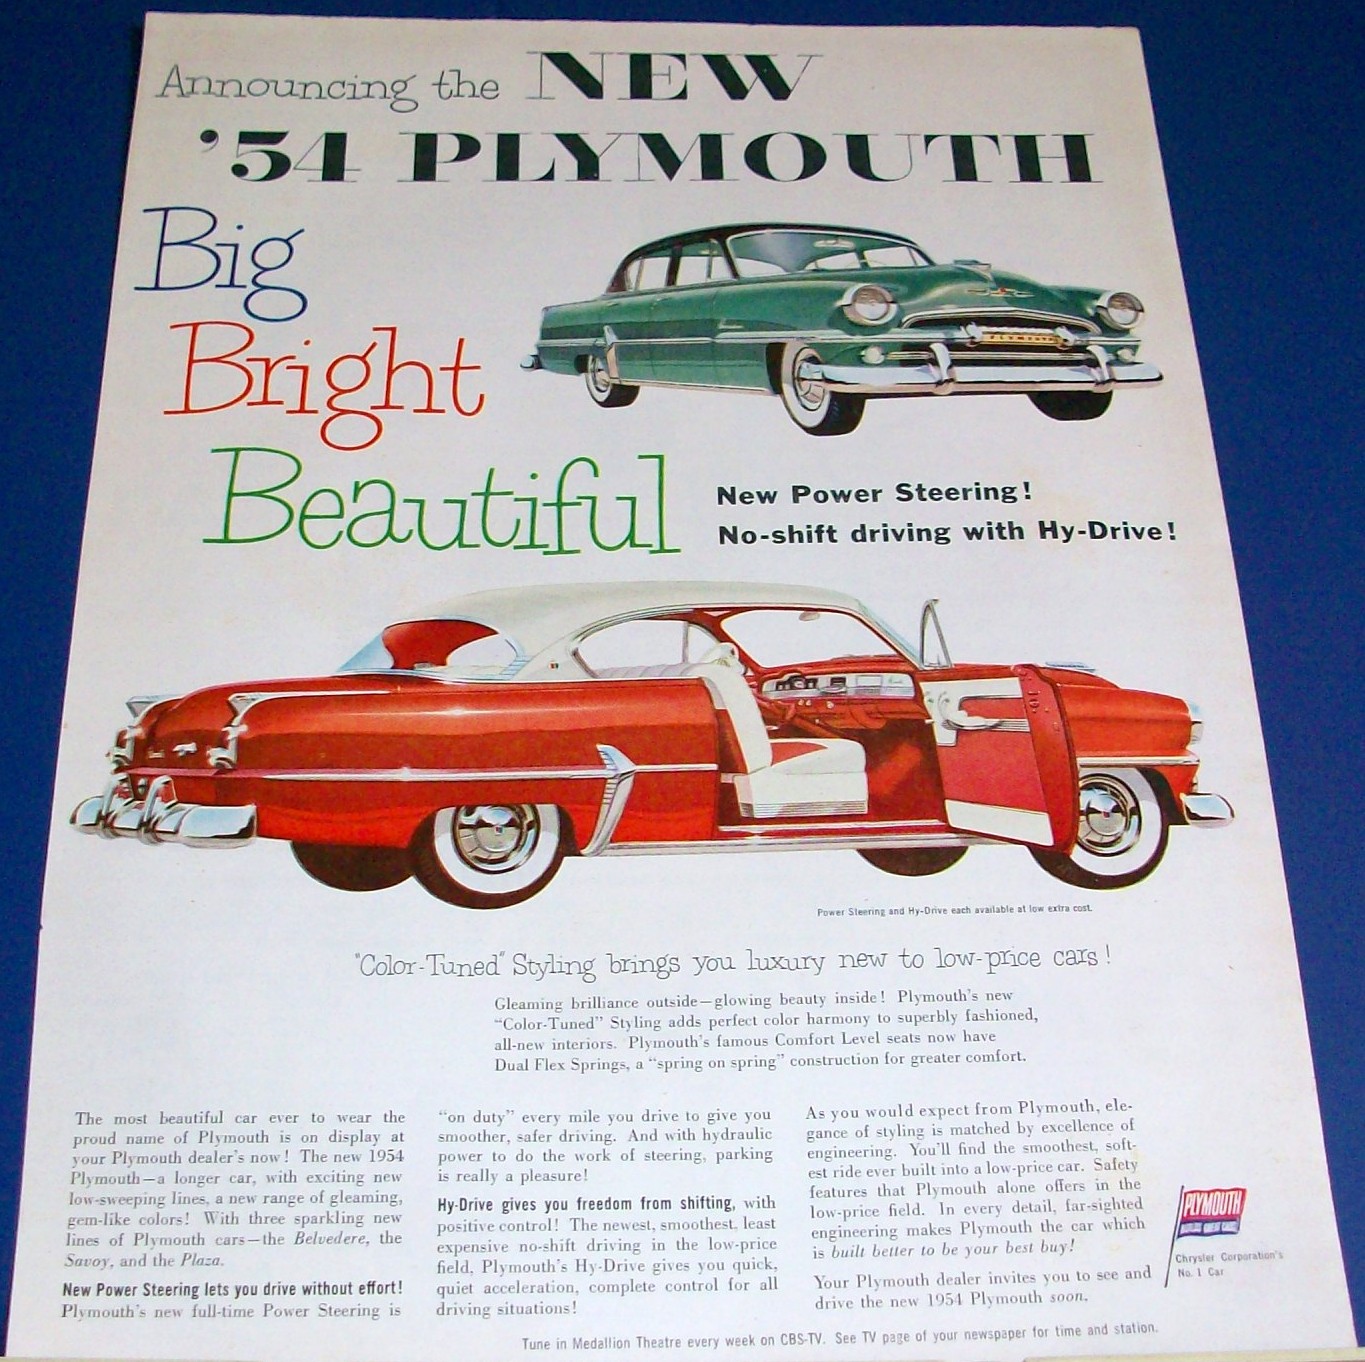 Announcing the NEW
’54 PLYMOUTH
Big
Bright
Beautiful
PLYMOUTH
New Power Steering!
No-shift driving with Hy-Drive!
Power Steering and Hy-Drive each available at low extra cost.
"Color-Tuned" Styling brings you luxury new to low-price cars!
Gleaming brilliance outside—glowing beauty inside! Plymouth's new
“Color-Tuned” Styling adds perfect color harmony to superbly fashioned,
all-new interiors. Plymouth's famous Comfort Level seats now have
Dual Flex Springs, a “spring on spring” construction for greater comfort.
The most beautiful car ever to wear the
proud name of Plymouth is on display at
your Plymouth dealer's now! The new 1954
Plymouth—a longer car, with exciting new
low-sweeping lines, a new range of gleaming,
gem-like colors! With three sparkling new
lines of Plymouth cars—the Belvedere, the
Savoy, and the Plaza.
New Power Steering lets you drive without effort!
Plymouth's new full-time Power Steering is
“on duty” every mile you drive to give you
smoother, safer driving. And with hydraulic
power to do the work of steering, parking
is really a pleasure!
Hy-Drive gives you freedom from shifting, with
positive control! The newest, smoothest, least
expensive no-shift driving in the low-price
field, Plymouth's Hy-Drive gives you quick,
quiet acceleration, complete control for all
driving situations!
As you would expect from Plymouth, ele-
gance of styling is matched by excellence of
engineering. You'll find the smoothest, soft-
est ride ever built into a low-price car. Safety
features that Plymouth alone offers in the
low-price field. In every detail, far-sighted
engineering makes Plymouth the car which
is built better to be your best buy!
Your Plymouth dealer invites you to see and
drive the new 1954 Plymouth soon.
PLYMOUTH
Chrysler Corporation's
No. 1 Car
Tune in Medallion Theatre every week on CBS-TV. See TV page of your newspaper for time and station.